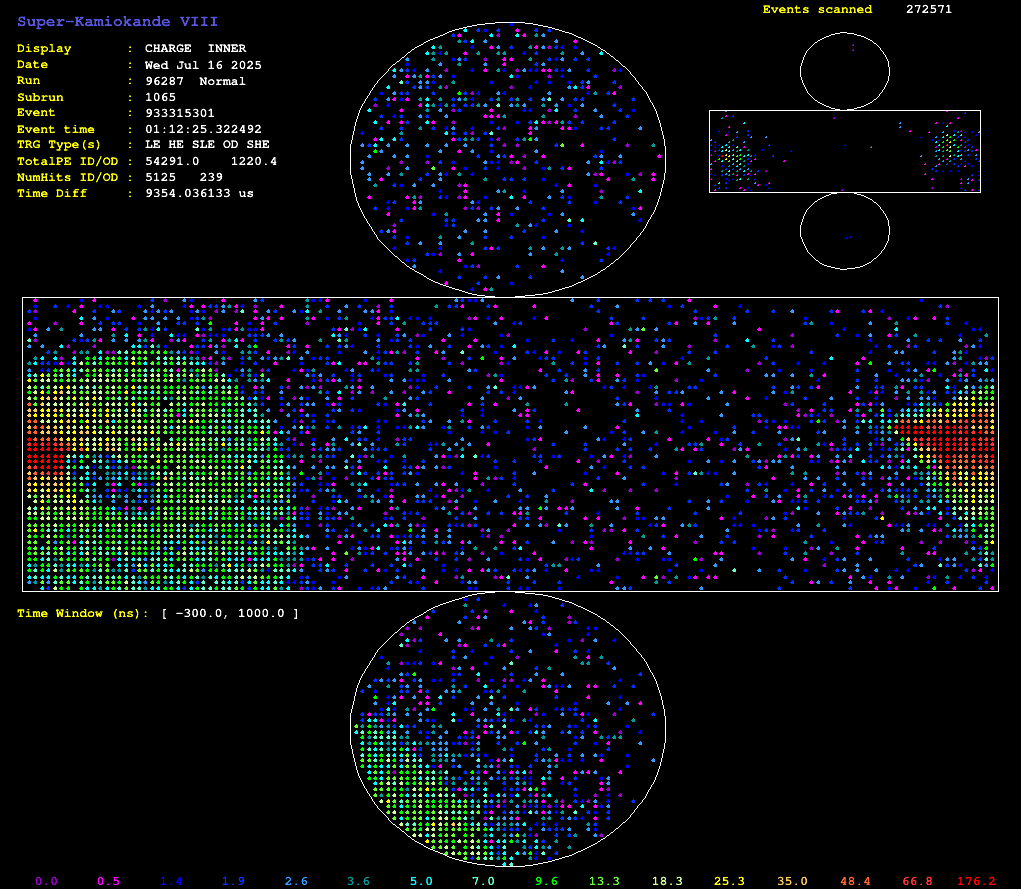 Super-Kamiokande VIII
Events scanned 272571
Display : CHARGE INNER
Date : Wed Jul 16 2025
Run : 96287 Normal
Subrun : 1065
Event : 933315301
Event time : 01:12:25.322492
TRG Type(s) : LE HE SLE OD SHE
TotalPE ID/OD : 54291.0 1220.4
NumHits ID/OD : 5125 239
Time Diff : 9354.036133 us
Time Window (ns): [ -300.0, 1000.0 ]
0.0 0.5 1.4 1.9 2.6 3.6 5.0 7.0 9.6 13.3 18.3 25.3 35.0 48.4 66.8 176.2